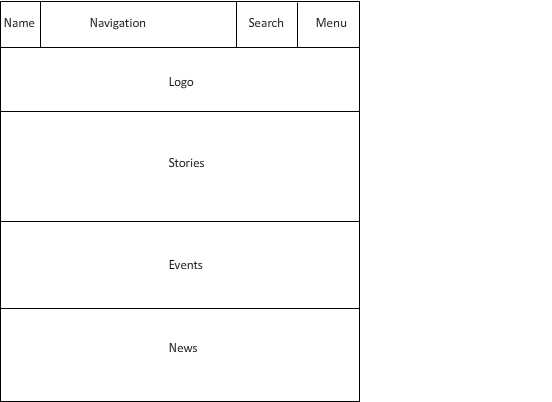 Name Navigation Search Menu
Logo
Stories
Events
News